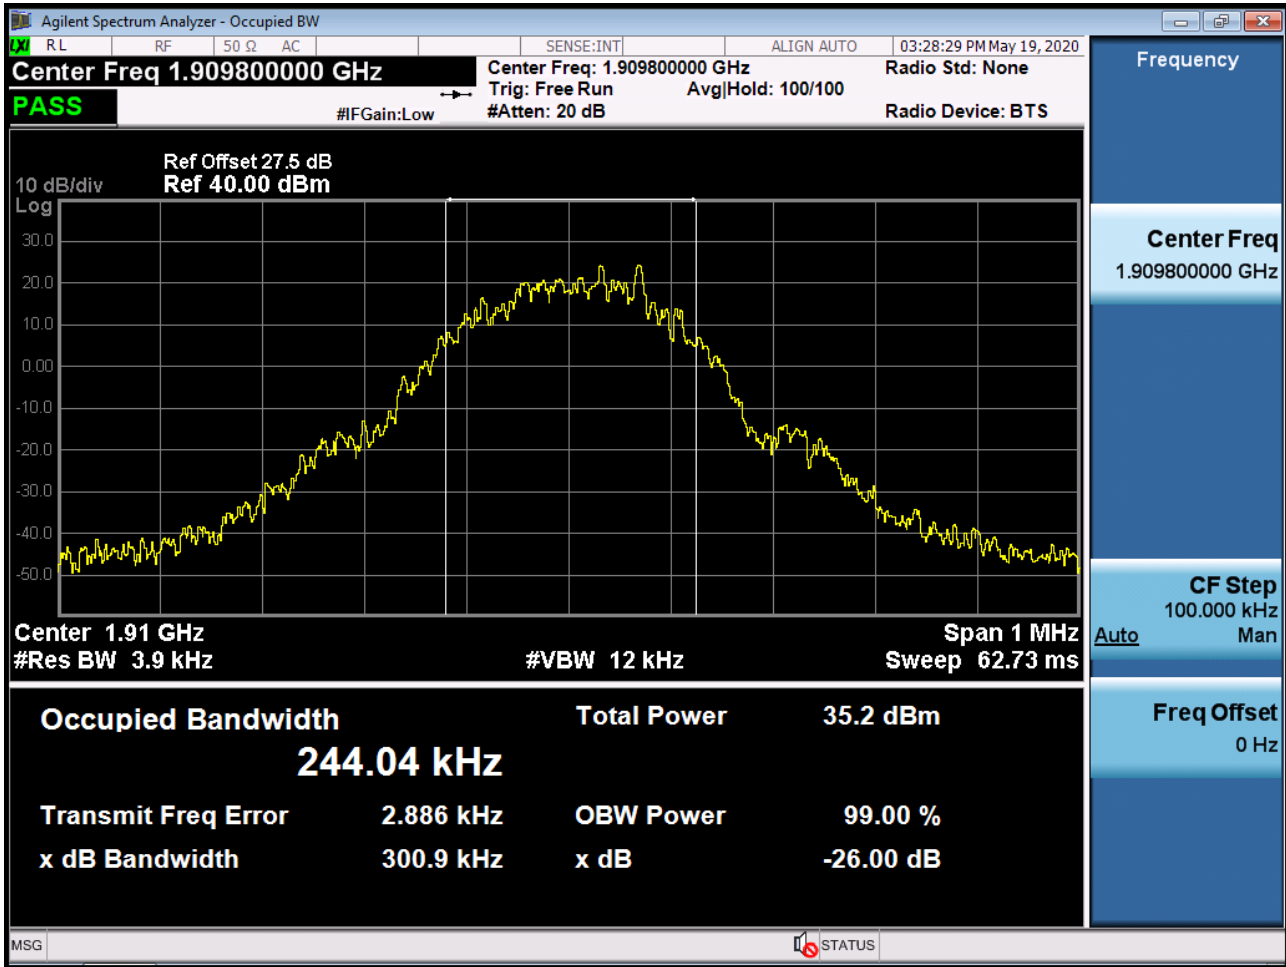 Agilent Spectrum Analyzer - Occupied BW
LXI RL RF 50 Ω AC SENSE:INT ALIGN AUTO 03:28:29 PM May 19, 2020
Center Freq 1.909800000 GHz
Center Freq: 1.909800000 GHz
Radio Std: None
Trig: Free Run Avg|Hold: 100/100
PASS
#IFGain:Low
#Atten: 20 dB
Radio Device: BTS
Ref Offset 27.5 dB
10 dB/div
Ref 40.00 dBm
Log
30.0
20.0
10.0
0.00
-10.0
-20.0
-30.0
-40.0
-50.0
Center 1.91 GHz
Span 1 MHz
#Res BW 3.9 kHz
#VBW 12 kHz
Sweep 62.73 ms
Occupied Bandwidth
Total Power 35.2 dBm
244.04 kHz
Transmit Freq Error 2.886 kHz
OBW Power 99.00 %
x dB Bandwidth 300.9 kHz
x dB -26.00 dB
MSG
STATUS
Frequency
Center Freq
1.909800000 GHz
CF Step
100.000 kHz
Auto Man
Freq Offset
0 Hz